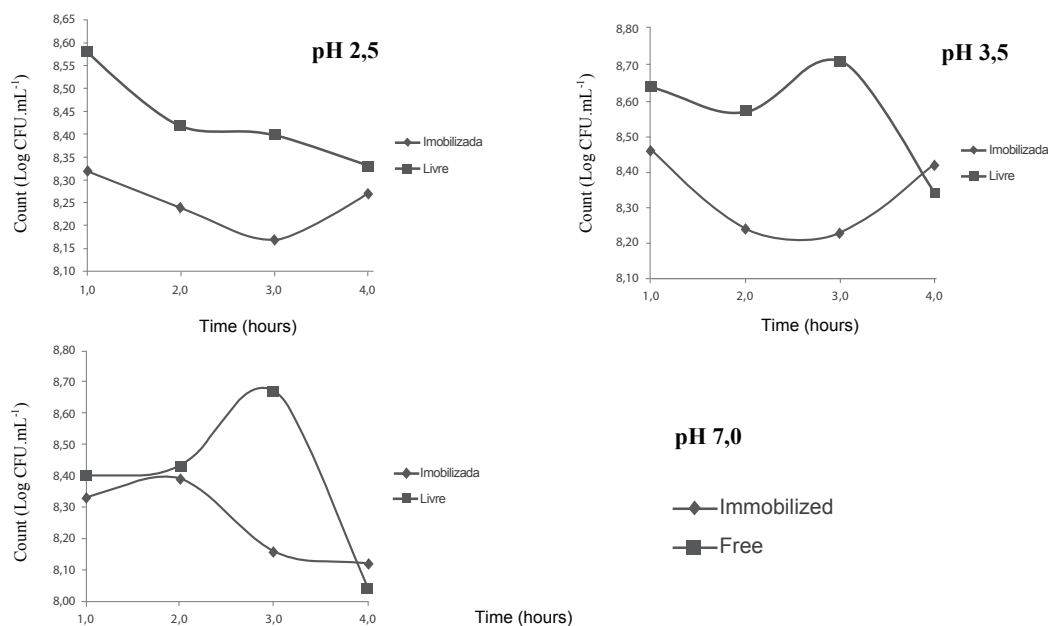 pH 2,5
Count (Log CFU.mL-1)
8,65
8,60
8,55
8,50
8,45
8,40
8,35
8,30
8,25
8,20
8,15
8,10
1,0 2,0 3,0 4,0
Time (hours)
Imobilizada
Livre
pH 3,5
Count (Log CFU.mL-1)
8,80
8,70
8,60
8,50
8,40
8,30
8,20
8,10
1,0 2,0 3,0 4,0
Time (hours)
Imobilizada
Livre
Count (Log CFU.mL-1)
8,80
8,70
8,60
8,50
8,40
8,30
8,20
8,10
8,00
1,0 2,0 3,0 4,0
Time (hours)
Imobilizada
Livre
pH 7,0
Immobilized
Free